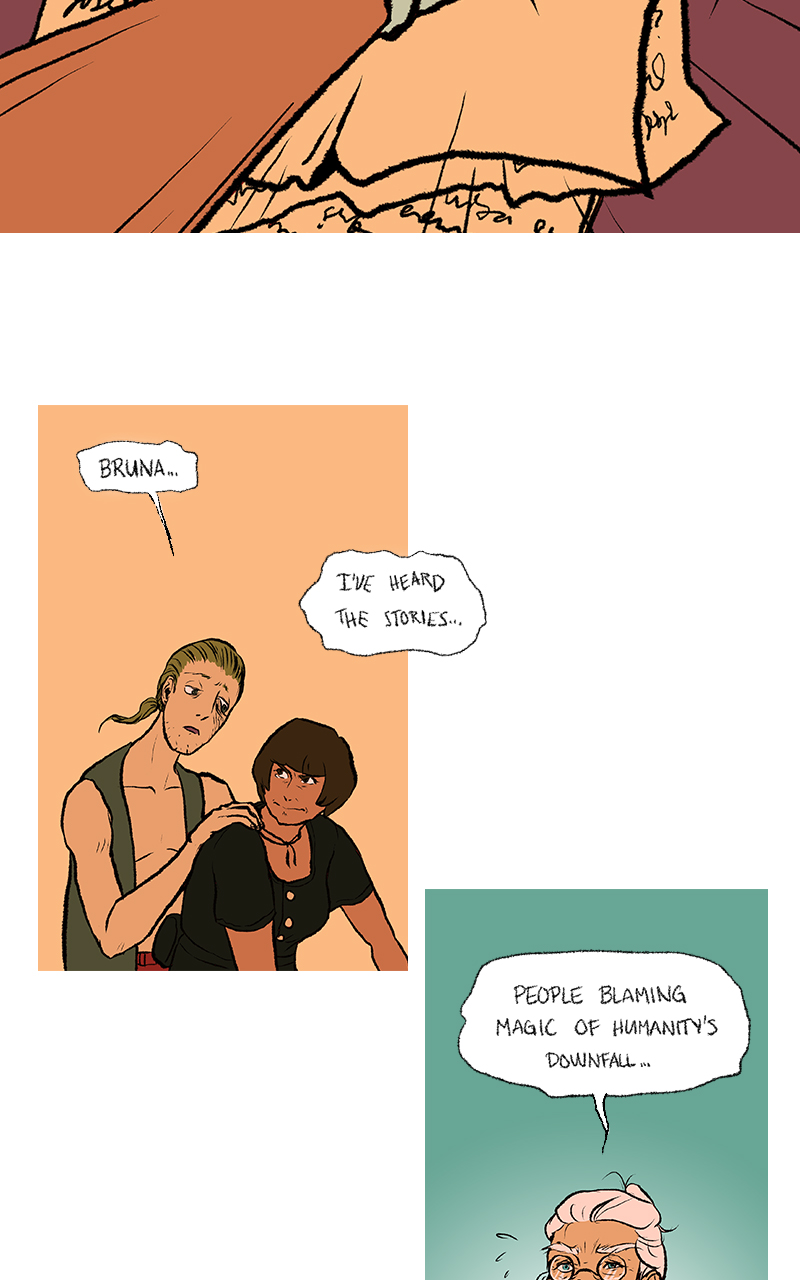 BRUNA...
I'VE HEARD
THE STORIES...
PEOPLE BLAMING
MAGIC OF HUMANITY'S
DOWNFALL...